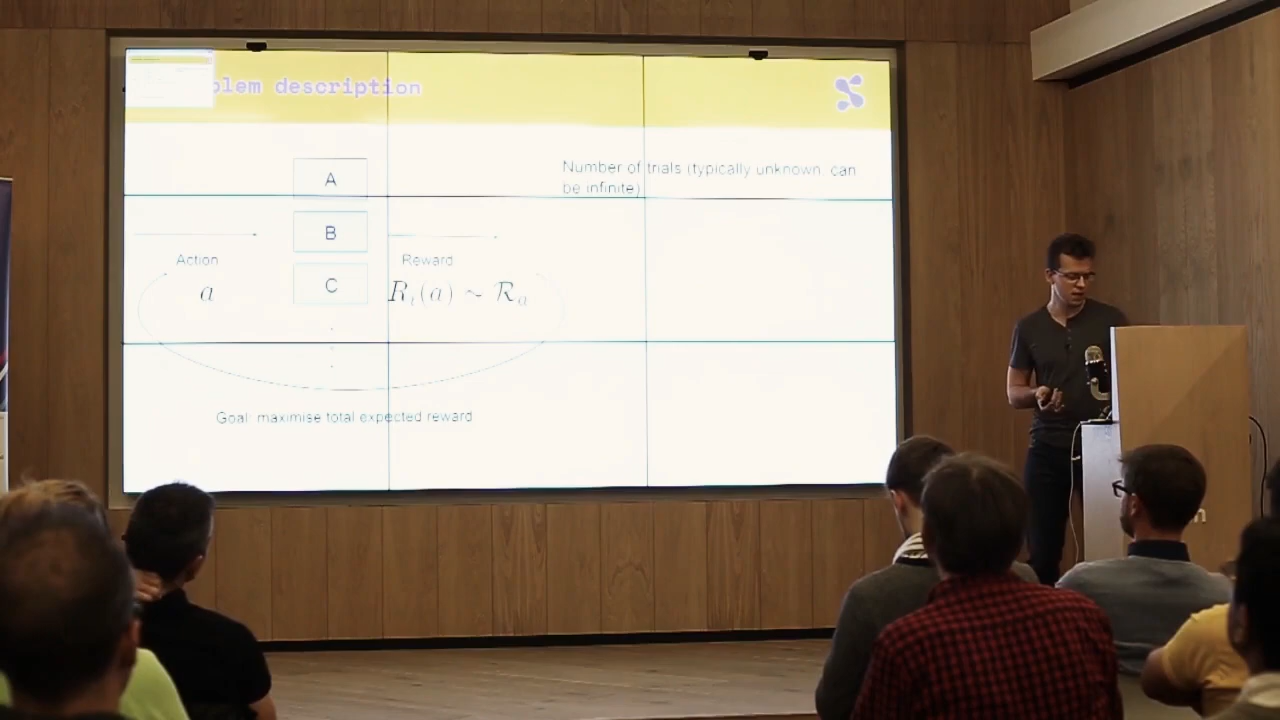 blem description
Number of trials (typically unknown, can
be infinite)
A
B
C
Action
Reward
a
R_t(a) ~ R_a
Goal: maximise total expected reward
n